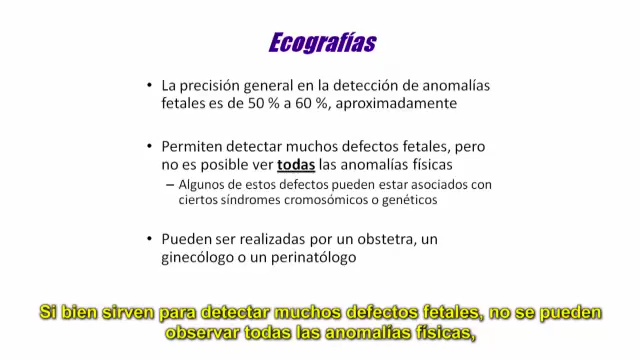 Ecografías
• La precisión general en la detección de anomalías
fetales es de 50 % a 60 %, aproximadamente
• Permiten detectar muchos defectos fetales, pero
no es posible ver todas las anomalías físicas
– Algunos de estos defectos pueden estar asociados con
ciertos síndromes cromosómicos o genéticos
• Pueden ser realizadas por un obstetra, un
ginecólogo o un perinatólogo
Si bien sirven para detectar muchos defectos fetales, no se pueden
observar todas las anomalías físicas,